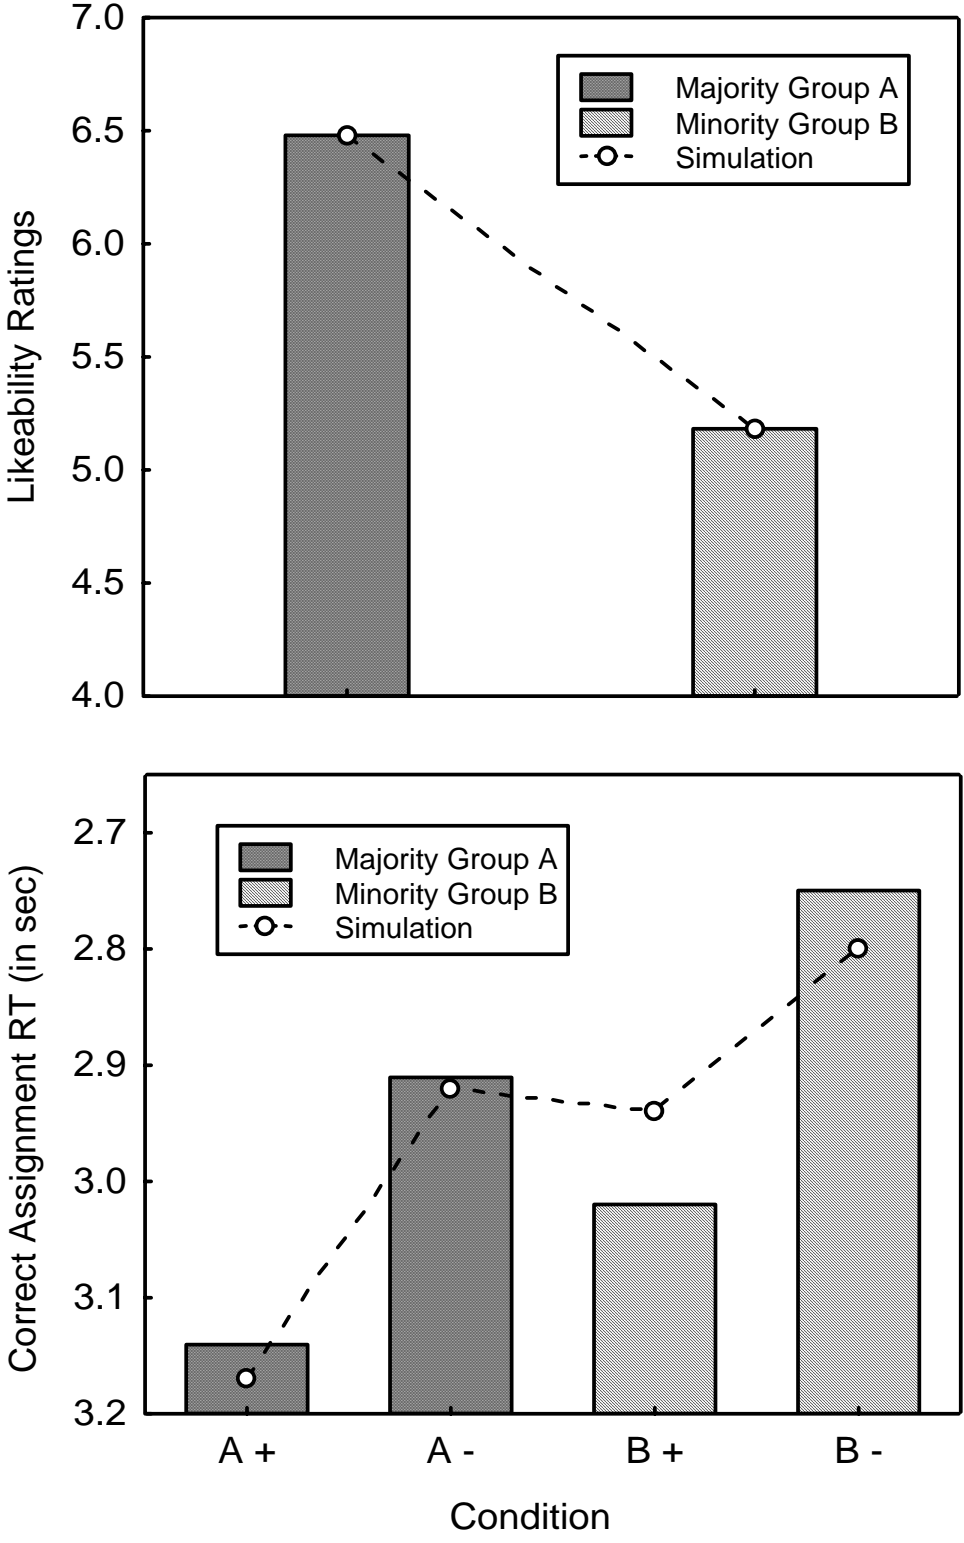 7.0
6.5
6.0
5.5
5.0
4.5
4.0
Likeability Ratings
Majority Group A
Minority Group B
Simulation
2.7
2.8
2.9
3.0
3.1
3.2
Correct Assignment RT (in sec)
Majority Group A
Minority Group B
Simulation
A + A - B + B -
Condition